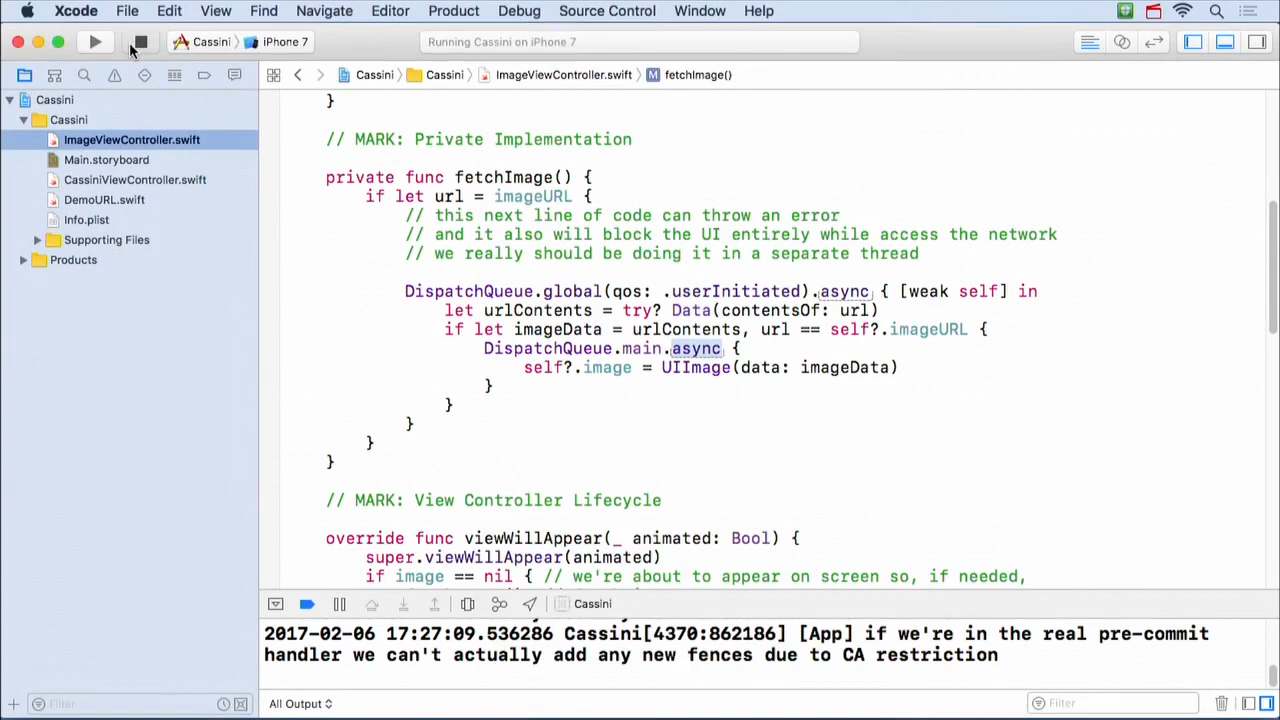 Xcode File Edit View Find Navigate Editor Product Debug Source Control Window Help
Cassini iPhone 7
Running Cassini on iPhone 7
Cassini Cassini ImageViewController.swift M fetchImage()
Cassini
Cassini
ImageViewController.swift
Main.storyboard
CassiniViewController.swift
DemoURL.swift
Info.plist
Supporting Files
Products
Filter
}
// MARK: Private Implementation
private func fetchImage() {
if let url = imageURL {
// this next line of code can throw an error
// and it also will block the UI entirely while access the network
// we really should be doing it in a separate thread
DispatchQueue.global(qos: .userInitiated).async { [weak self] in
let urlContents = try? Data(contentsOf: url)
if let imageData = urlContents, url == self?.imageURL {
DispatchQueue.main.async {
self?.image = UIImage(data: imageData)
}
}
}
}
}
// MARK: View Controller Lifecycle
override func viewWillAppear(_ animated: Bool) {
super.viewWillAppear(animated)
if image == nil { // we're about to appear on screen so, if needed,
Cassini
2017-02-06 17:27:09.536286 Cassini[4370:862186] [App] if we're in the real pre-commit
handler we can't actually add any new fences due to CA restriction
All Output
Filter